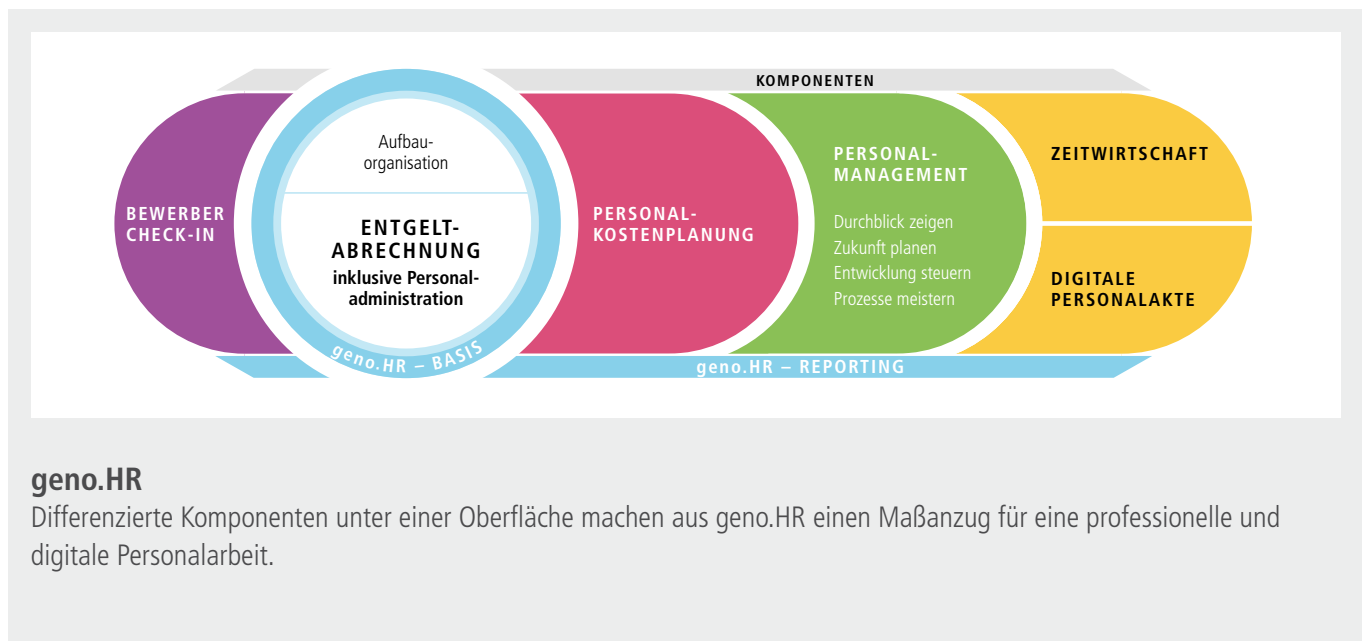 KOMPONENTEN
BEWERBER
CHECK-IN
Aufbau-
organisation
ENTGELT-
ABRECHNUNG
inklusive Personal-
administration
geno.HR – BASIS
PERSONAL-
KOSTENPLANUNG
PERSONAL-
MANAGEMENT
Durchblick zeigen
Zukunft planen
Entwicklung steuern
Prozesse meistern
ZEITWIRTSCHAFT
DIGITALE
PERSONALAKTE
geno.HR – REPORTING
geno.HR
Differenzierte Komponenten unter einer Oberfläche machen aus geno.HR einen Maßanzug für eine professionelle und
digitale Personalarbeit.